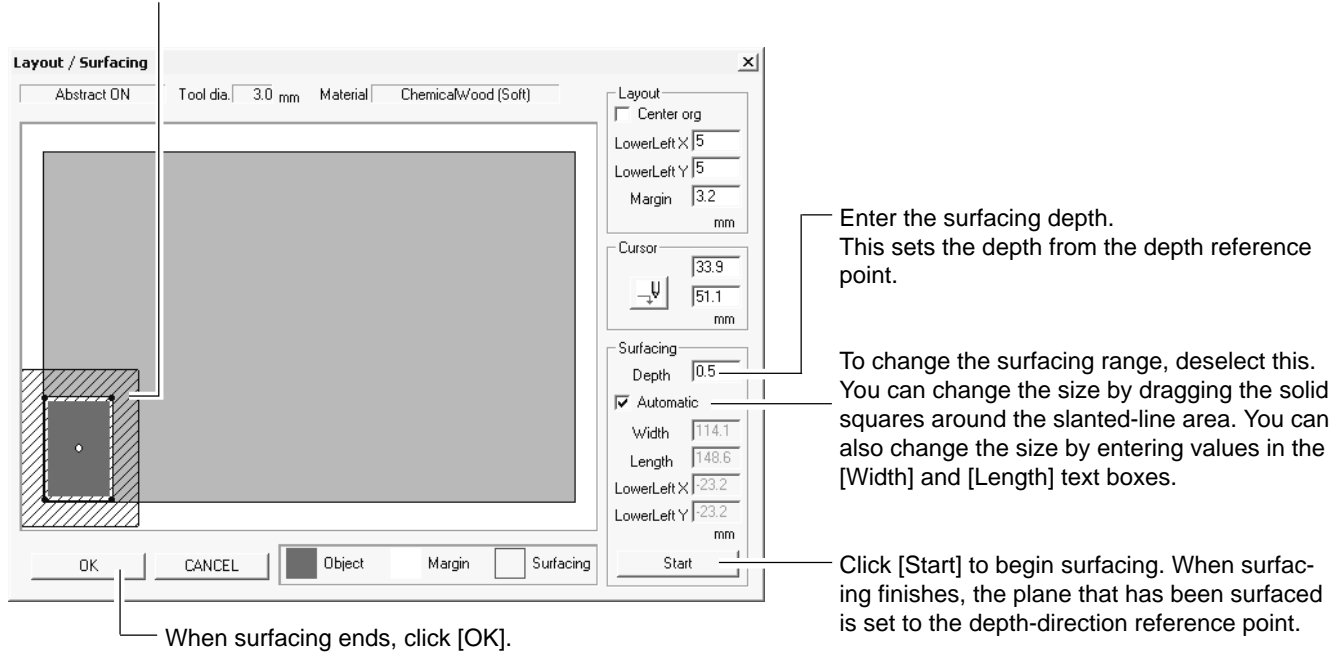 Layout / Surfacing
Abstract ON Tool dia. 3.0 mm Material ChemicalWood (Soft)
Layout
Center org
LowerLeft X 5
LowerLeft Y 5
Margin 3.2
mm
Cursor
33.9
51.1
mm
Surfacing
Depth 0.5
Automatic
Width 114.1
Length 148.6
LowerLeft X -23.2
LowerLeft Y -23.2
mm
Start
OK CANCEL Object Margin Surfacing
Enter the surfacing depth.
This sets the depth from the depth reference
point.
To change the surfacing range, deselect this.
You can change the size by dragging the solid
squares around the slanted-line area. You can
also change the size by entering values in the
[Width] and [Length] text boxes.
Click [Start] to begin surfacing. When surfac-
ing finishes, the plane that has been surfaced
is set to the depth-direction reference point.
When surfacing ends, click [OK].